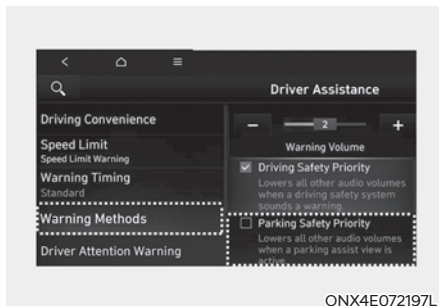 Driver Assistance
Driving Convenience
Speed Limit
Speed Limit Warning
Warning Timing
Standard
Warning Methods
Driver Attention Warning
− 2 +
Warning Volume
Driving Safety Priority
Lowers all other audio volumes
when a driving safety system
sounds a warning.
Parking Safety Priority
Lowers all other audio volumes
when a parking assist view is
active.
ONX4E072197L